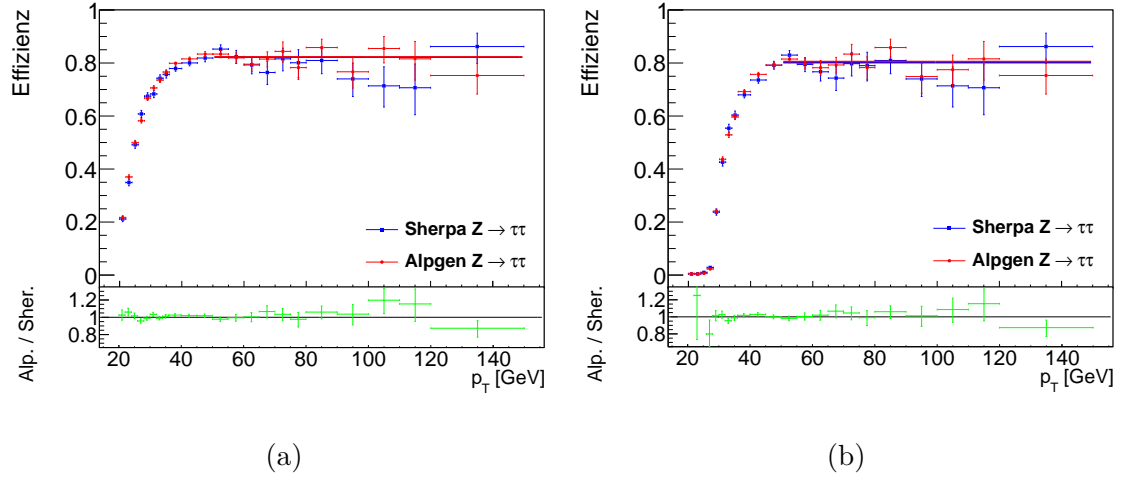 Effizienz
1
0.8
0.6
0.4
0.2
0
Sherpa Z → ττ
Alpgen Z → ττ
Alp. / Sher.
1.2
1
0.8
20 40 60 80 100 120 140
p_T [GeV]
(a)
Effizienz
1
0.8
0.6
0.4
0.2
0
Sherpa Z → ττ
Alpgen Z → ττ
Alp. / Sher.
1.2
1
0.8
20 40 60 80 100 120 140
p_T [GeV]
(b)